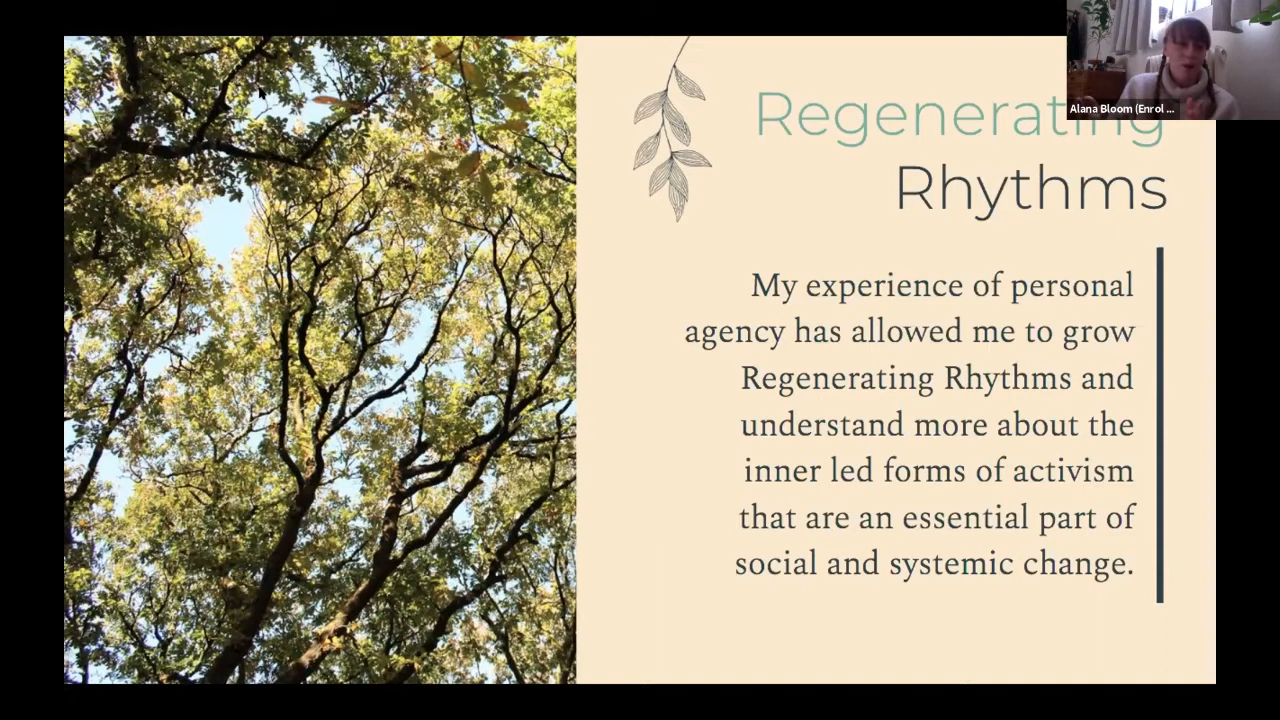 Alana Bloom (Enrol ...
Regenerating
Rhythms
My experience of personal
agency has allowed me to grow
Regenerating Rhythms and
understand more about the
inner led forms of activism
that are an essential part of
social and systemic change.